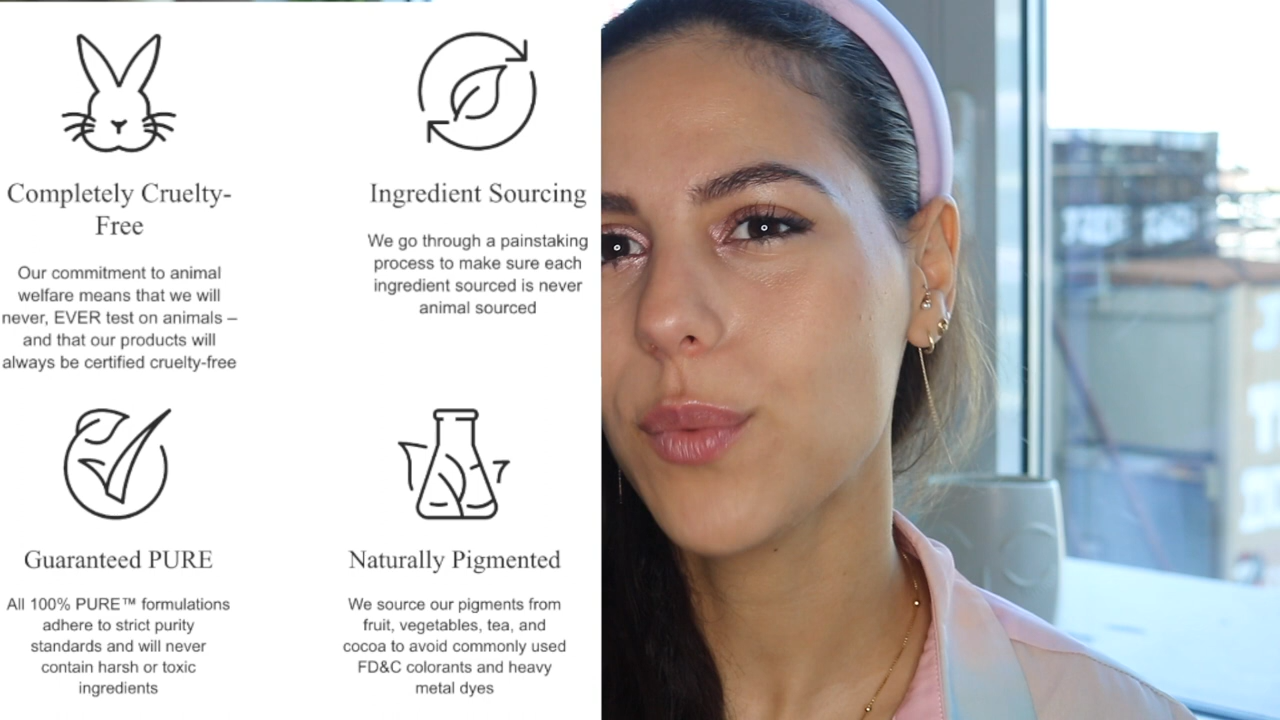 Completely Cruelty-
Free
Our commitment to animal
welfare means that we will
never, EVER test on animals –
and that our products will
always be certified cruelty-free
Ingredient Sourcing
We go through a painstaking
process to make sure each
ingredient sourced is never
animal sourced
Guaranteed PURE
All 100% PURE™ formulations
adhere to strict purity
standards and will never
contain harsh or toxic
ingredients
Naturally Pigmented
We source our pigments from
fruit, vegetables, tea, and
cocoa to avoid commonly used
FD&C colorants and heavy
metal dyes